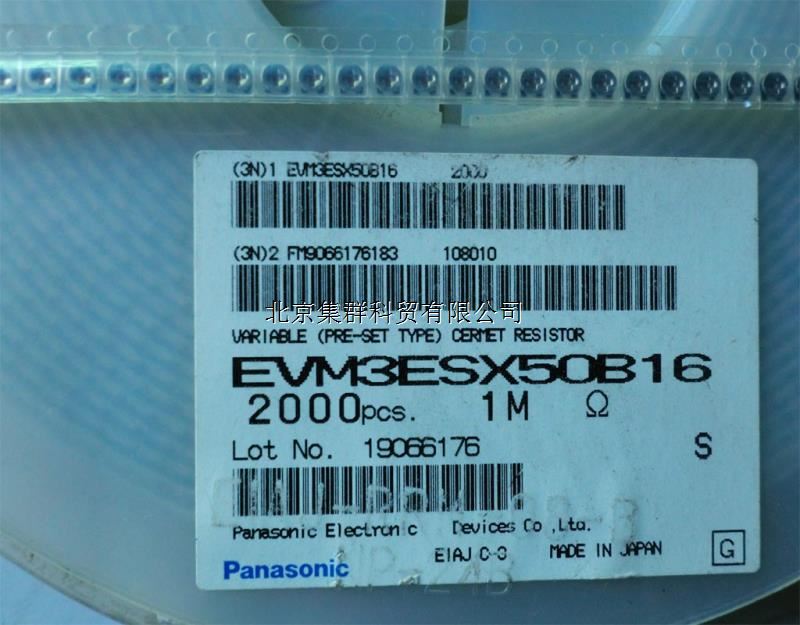 (3N)1 EVM3ESX50B16 2000
(3N)2 FM9066176183 108010
北京集群科贸有限公司
VARIABLE (PRE-SET TYPE) CERMET RESISTOR
EVM3ESX50B16
2000pcs. 1M Ω
Lot No. 19066176 S
Panasonic Electronic Devices Co.,Ltd.
EIAJ C-3 MADE IN JAPAN G
Panasonic